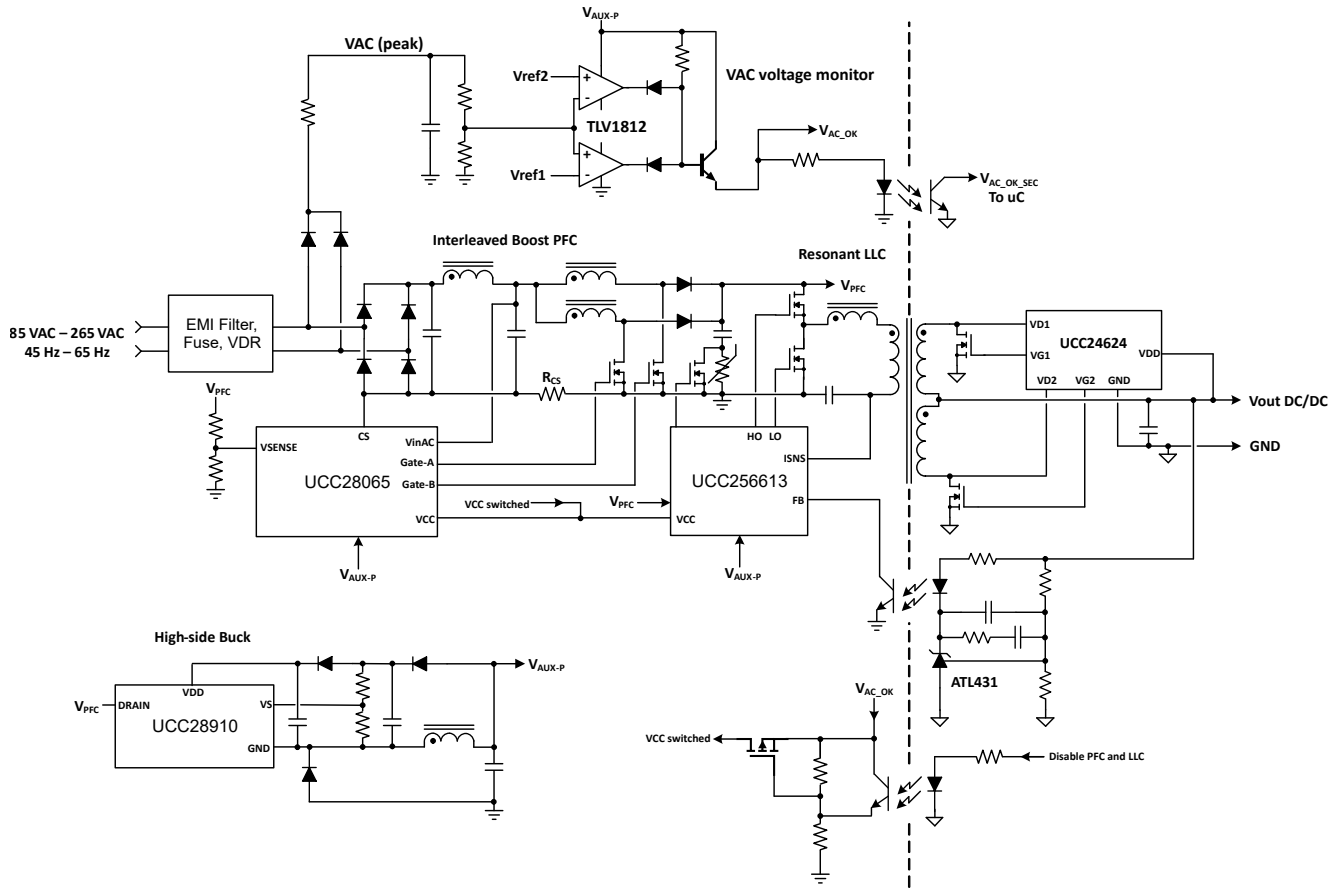 VAUX-P
VAC (peak)
Vref2
VAC voltage monitor
TLV1812
VAC_OK
Vref1
VAC_OK_SEC
To uC
Interleaved Boost PFC
Resonant LLC
VPFC
85 VAC – 265 VAC
45 Hz – 65 Hz
EMI Filter,
Fuse, VDR
VD1
UCC24624
VG1
VDD
VD2
VG2
GND
VPFC
RCS
Vout DC/DC
GND
VSENSE
CS
VinAC
Gate-A
UCC28065
Gate-B
VCC
VCC switched
HO
LO
ISNS
UCC256613
VPFC
FB
VCC
VAUX-P
VAUX-P
ATL431
High-side Buck
VAUX-P
VDD
VPFC
DRAIN
VS
UCC28910
GND
VAC_OK
VCC switched
Disable PFC and LLC